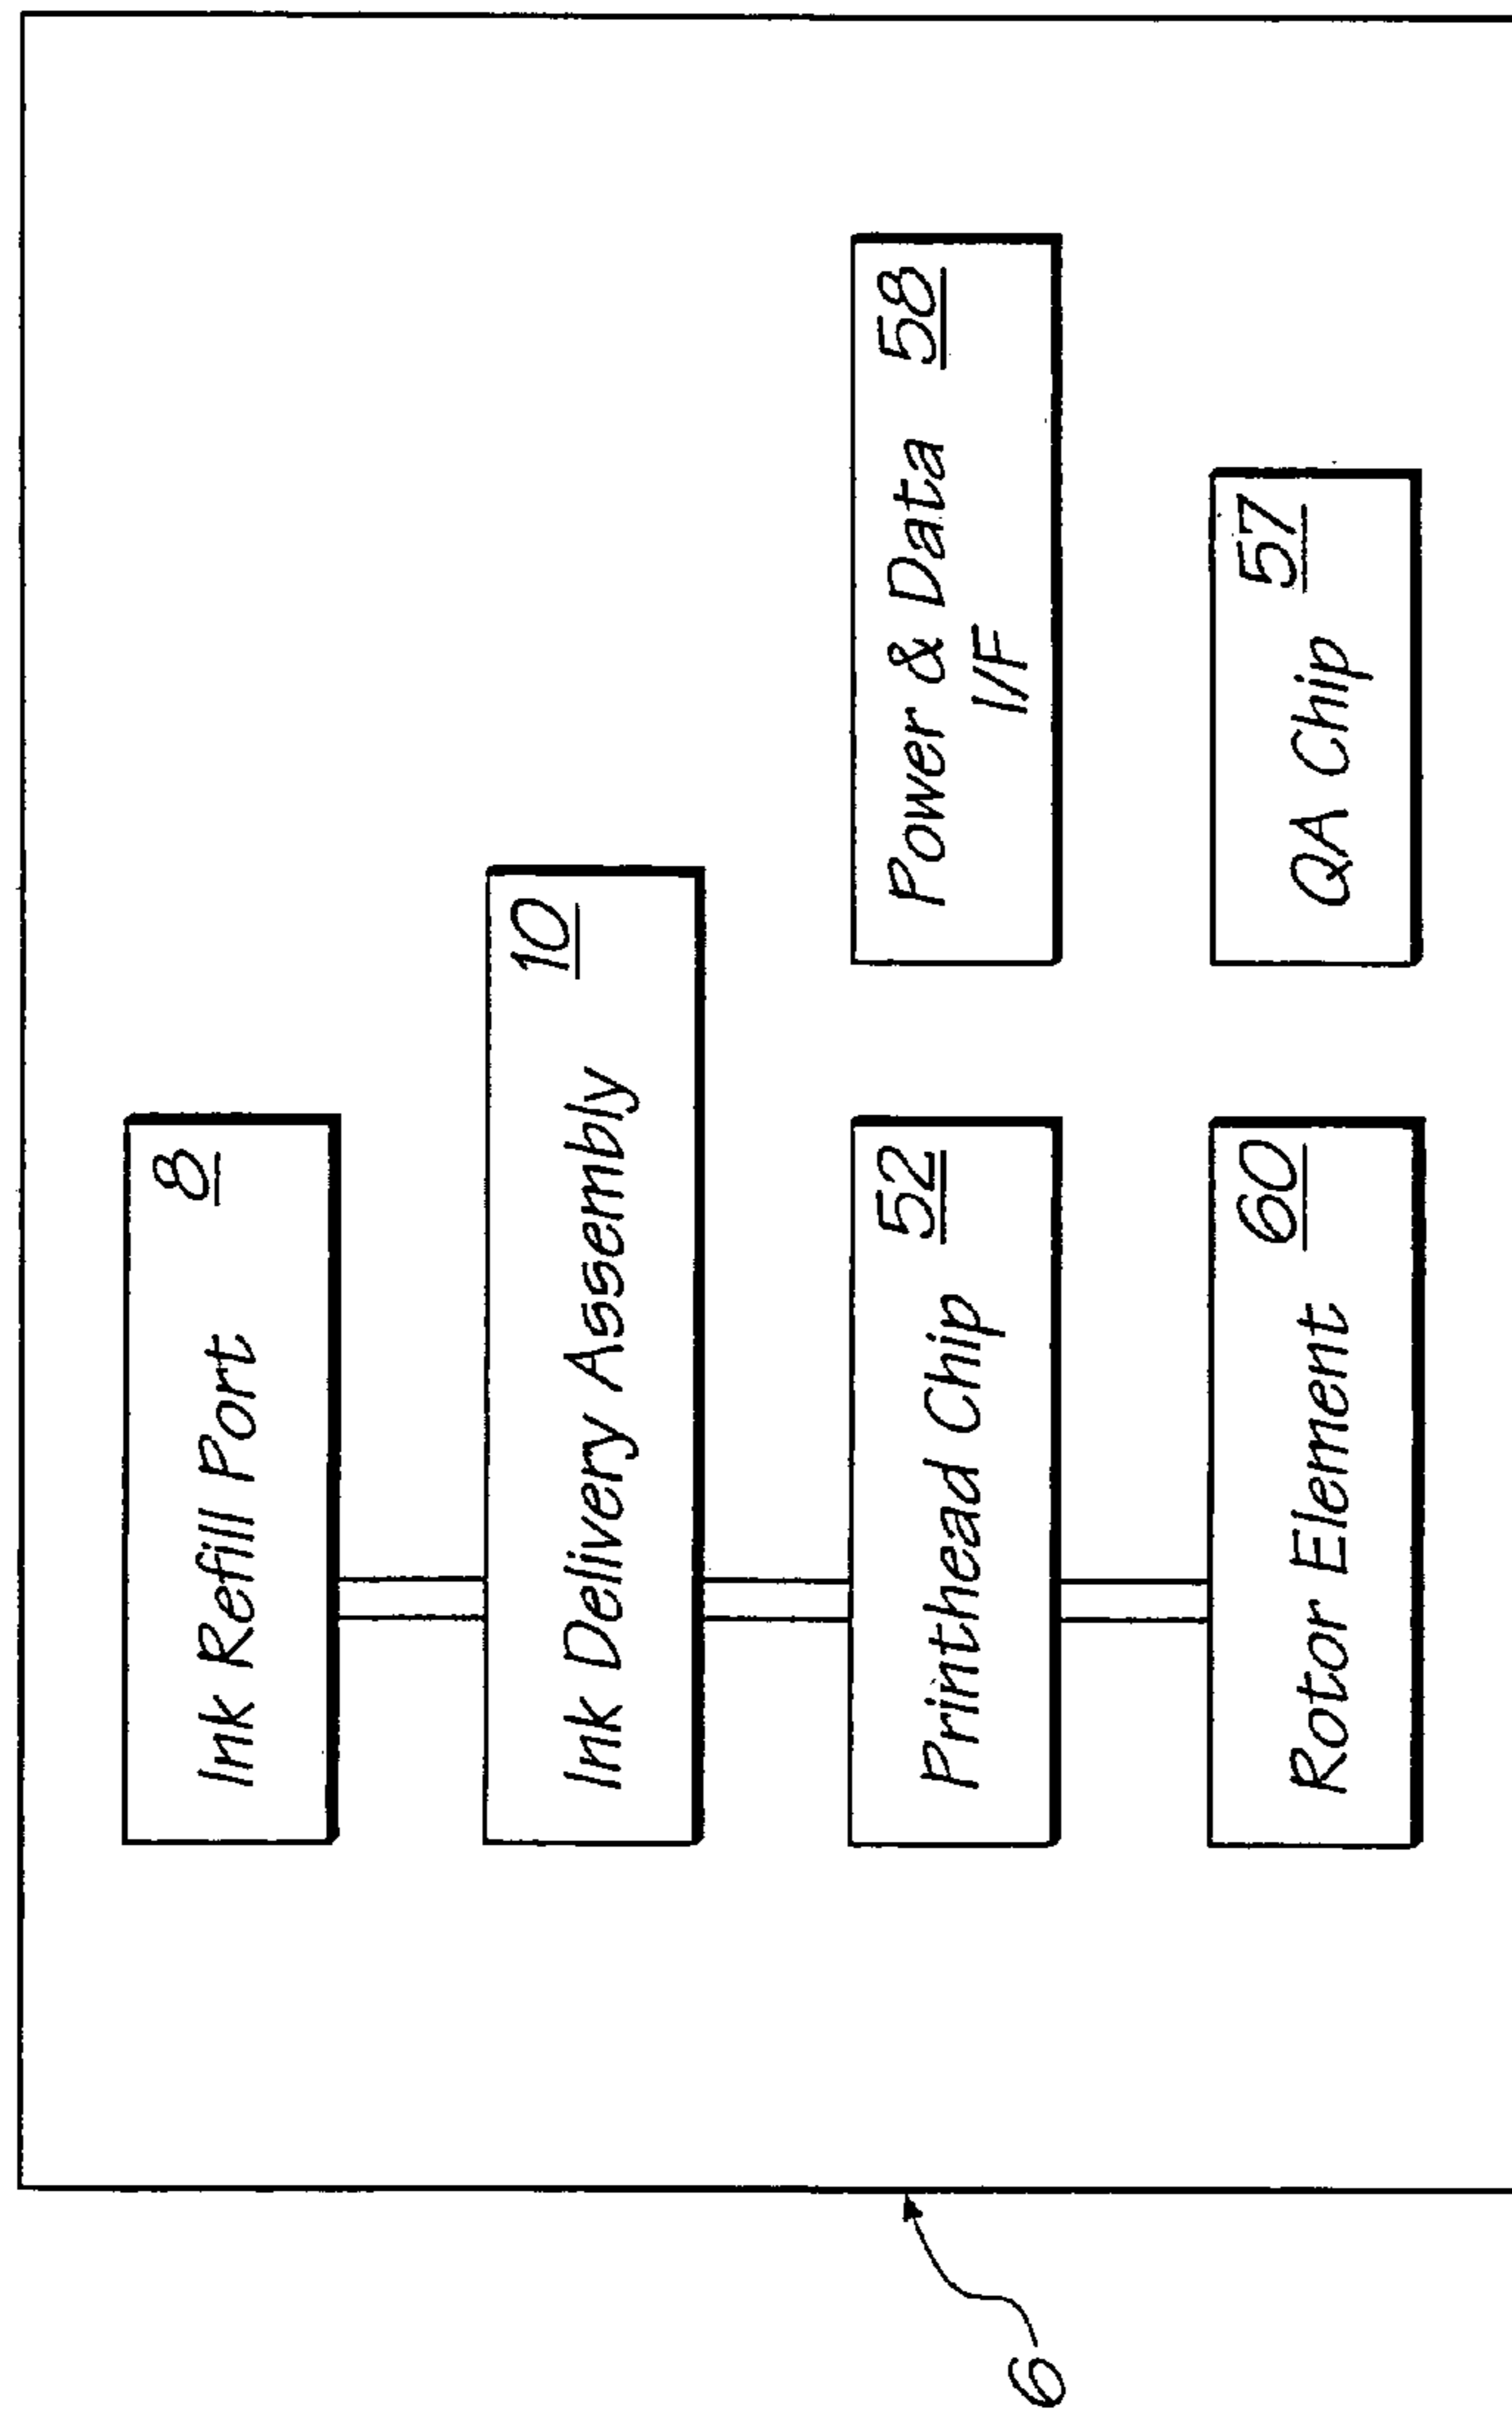 Ink Refill Port 8
Ink Delivery Assembly 10
Printhead Chip 52
Power & Data 58
I/F
Rotor Element 60
QA Chip 57
6